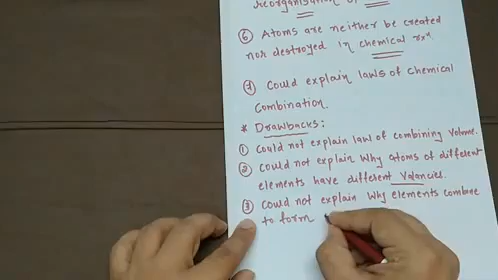 ⑥ Atoms are neither be created
nor destroyed in chemical rxⁿ.
⑦ Could explain laws of Chemical
Combination.
* Drawbacks:
① Could not explain law of combining Volume.
② Could not explain Why atoms of different
elements have different Valancies.
③ Could not explain Why elements combine
to form